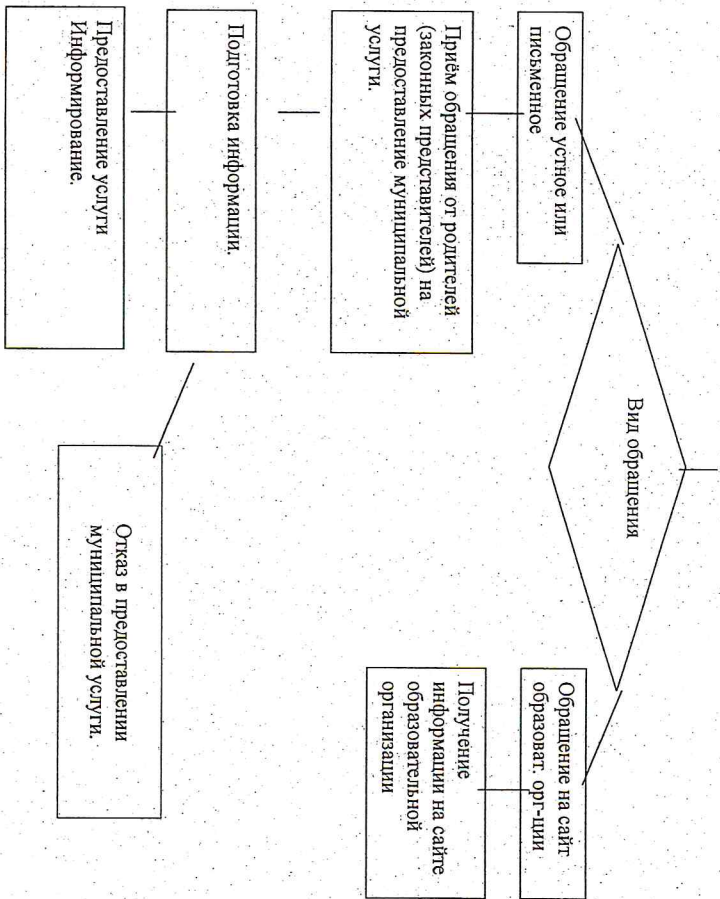 Вид обращения
Обращение устное или
письменное
Обращение на сайт
образоват. орг-ции
Приём обращения от родителей
(законных представителей) на
предоставление муниципальной
услуги.
Получение
информации на сайте
образовательной
организации
Подготовка информации.
Предоставление услуги
Информирование.
Отказ в предоставлении
муниципальной услуги.